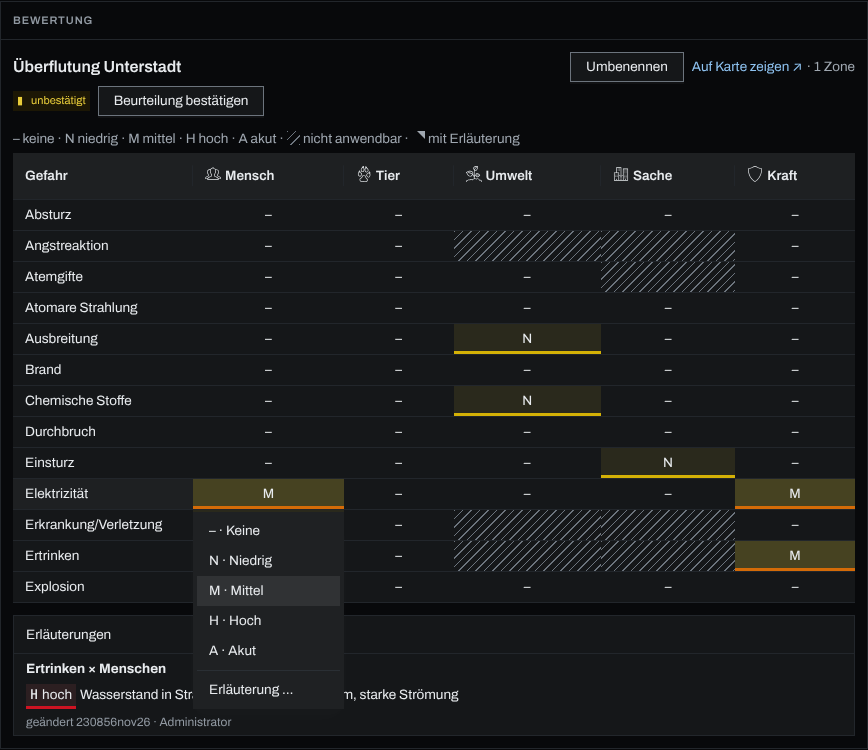 BEWERTUNG
Überflutung Unterstadt
Umbenennen
Auf Karte zeigen ↗ · 1 Zone
unbestätigt
Beurteilung bestätigen
– keine · N niedrig · M mittel · H hoch · A akut · nicht anwendbar · mit Erläuterung
Gefahr Mensch Tier Umwelt Sache Kraft
Absturz – – – – –
Angstreaktion – – –
Atemgifte – – – –
Atomare Strahlung – – – – –
Ausbreitung – – N – –
Brand – – – – –
Chemische Stoffe – – N – –
Durchbruch – – – – –
Einsturz – – – N –
Elektrizität M – – – M
Erkrankung/Verletzung – –
Ertrinken – M
Explosion – – – –
– · Keine
N · Niedrig
M · Mittel
H · Hoch
A · Akut
Erläuterung ...
Erläuterungen
Ertrinken × Menschen
H hoch Wasserstand in starke Strömung
geändert 230856nov26 · Administrator